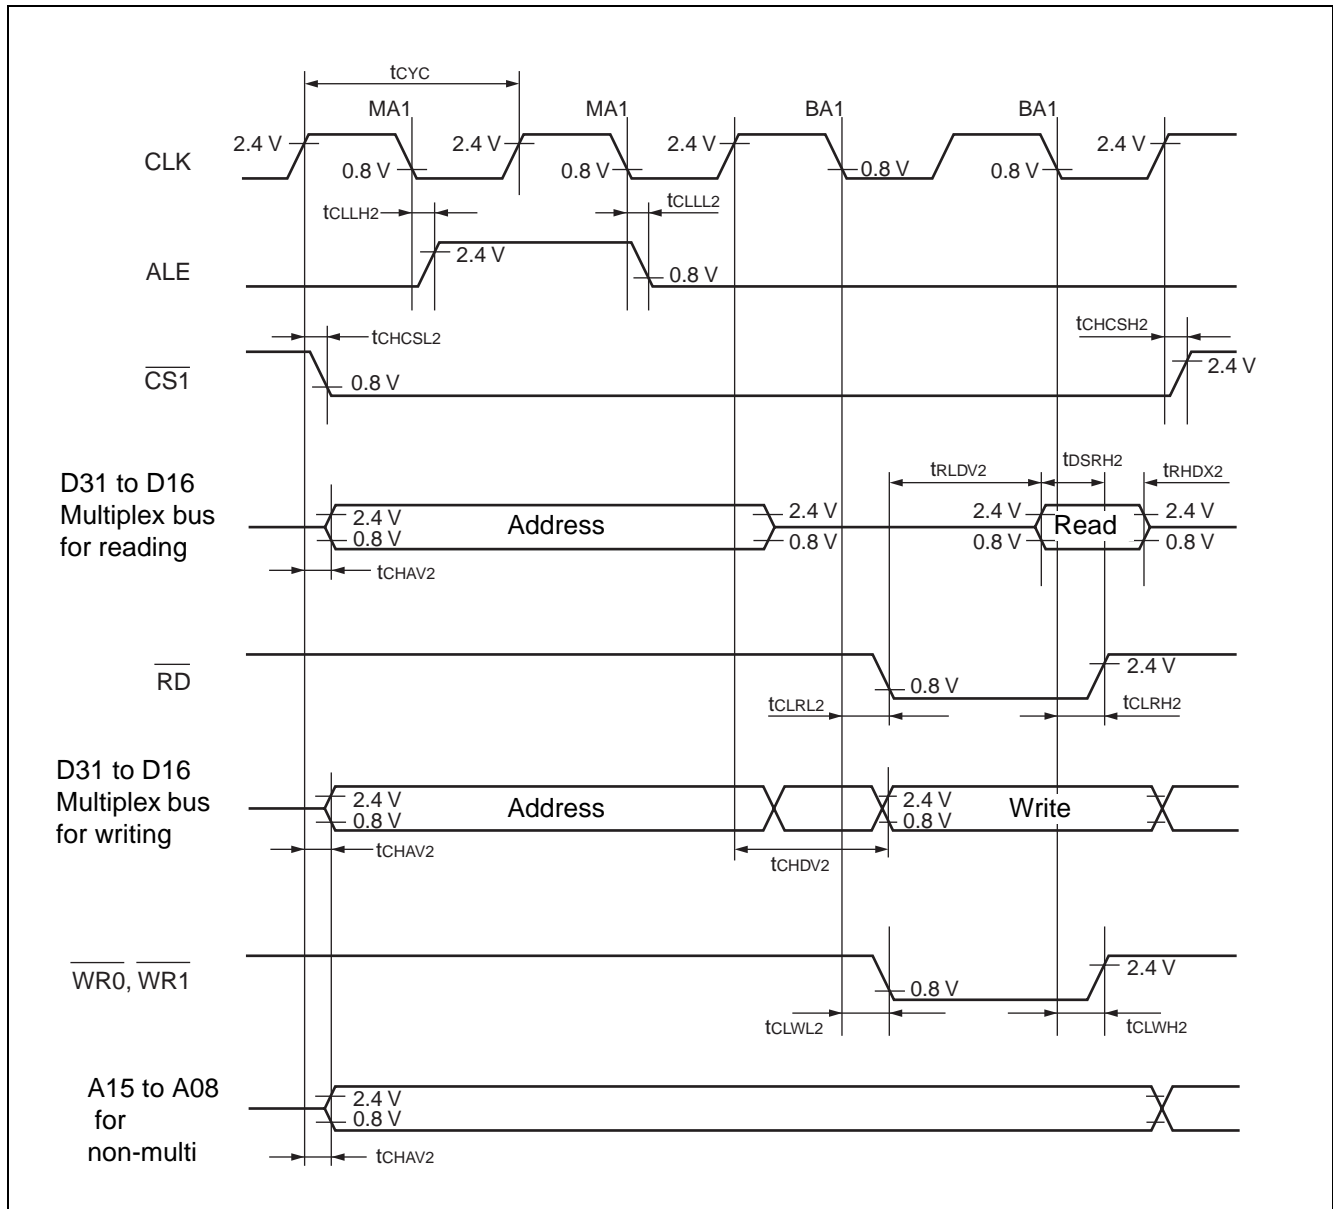 tCYC
MA1 MA1 BA1 BA1
CLK 2.4 V 2.4 V 2.4 V 2.4 V
0.8 V 0.8 V 0.8 V 0.8 V
tCLLH2 tCLLL2
ALE 2.4 V 0.8 V
tCHCSL2 tCHCSH2
CS1 0.8 V 2.4 V
tRLDV2 tDSRH2 tRHDX2
D31 to D16
Multiplex bus
for reading
2.4 V Address 2.4 V 2.4 V Read 2.4 V
0.8 V 0.8 V 0.8 V 0.8 V
tCHAV2
RD 0.8 V 2.4 V
tCLRL2 tCLRH2
D31 to D16
Multiplex bus
for writing
2.4 V Address 2.4 V Write
0.8 V 0.8 V
tCHAV2 tCHDV2
WR0, WR1 0.8 V 2.4 V
tCLWL2 tCLWH2
A15 to A08
for
non-multi
2.4 V
0.8 V
tCHAV2